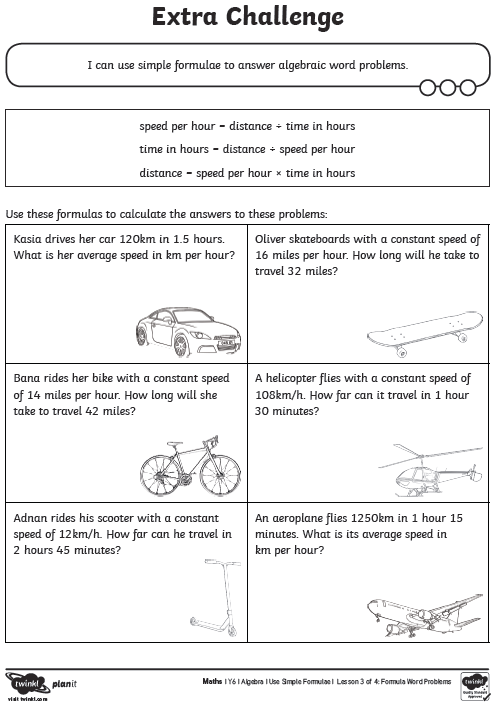 Extra Challenge
I can use simple formulae to answer algebraic word problems.
speed per hour = distance ÷ time in hours
time in hours = distance ÷ speed per hour
distance = speed per hour × time in hours
Use these formulas to calculate the answers to these problems:
Kasia drives her car 120km in 1.5 hours.
What is her average speed in km per hour?
Oliver skateboards with a constant speed of
16 miles per hour. How long will he take to
travel 32 miles?
Bana rides her bike with a constant speed
of 14 miles per hour. How long will she
take to travel 42 miles?
A helicopter flies with a constant speed of
108km/h. How far can it travel in 1 hour
30 minutes?
Adnan rides his scooter with a constant
speed of 12km/h. How far can he travel in
2 hours 45 minutes?
An aeroplane flies 1250km in 1 hour 15
minutes. What is its average speed in
km per hour?
twinkl planit
visit twinkl.com
Maths | Y6 | Algebra | Use Simple Formulae | Lesson 3 of 4: Formula Word Problems
twinkl
Quality Standard
Approved